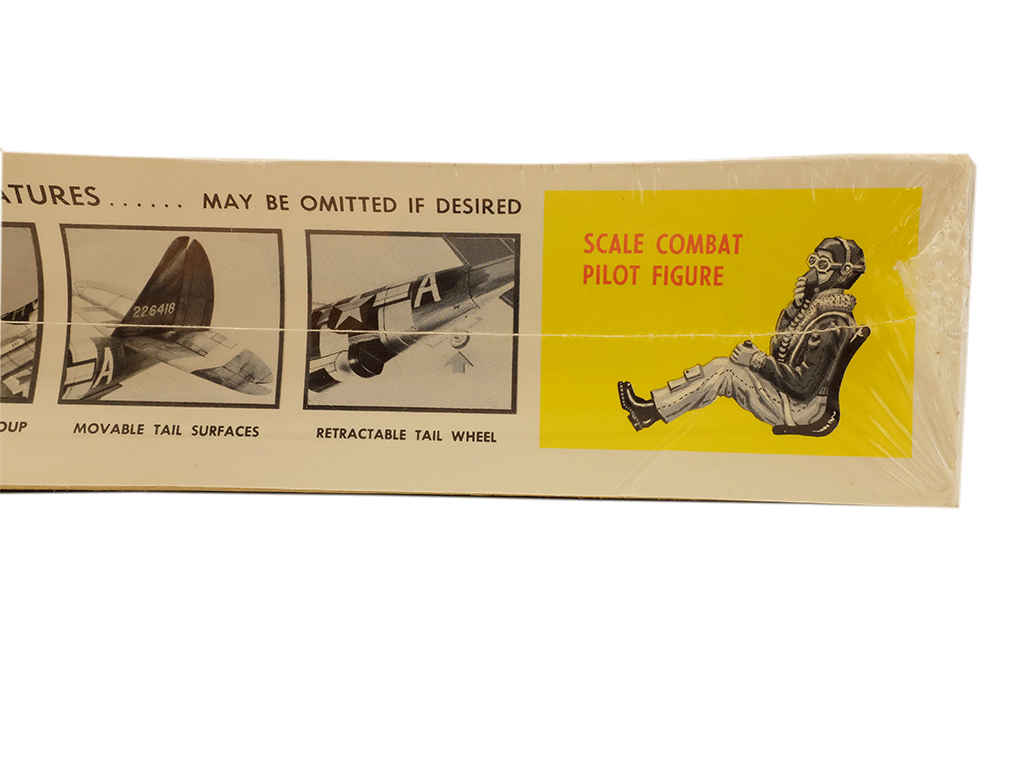 ATURES...... MAY BE OMITTED IF DESIRED
SCALE COMBAT
PILOT FIGURE
226418
A
A
OUP
MOVABLE TAIL SURFACES
RETRACTABLE TAIL WHEEL